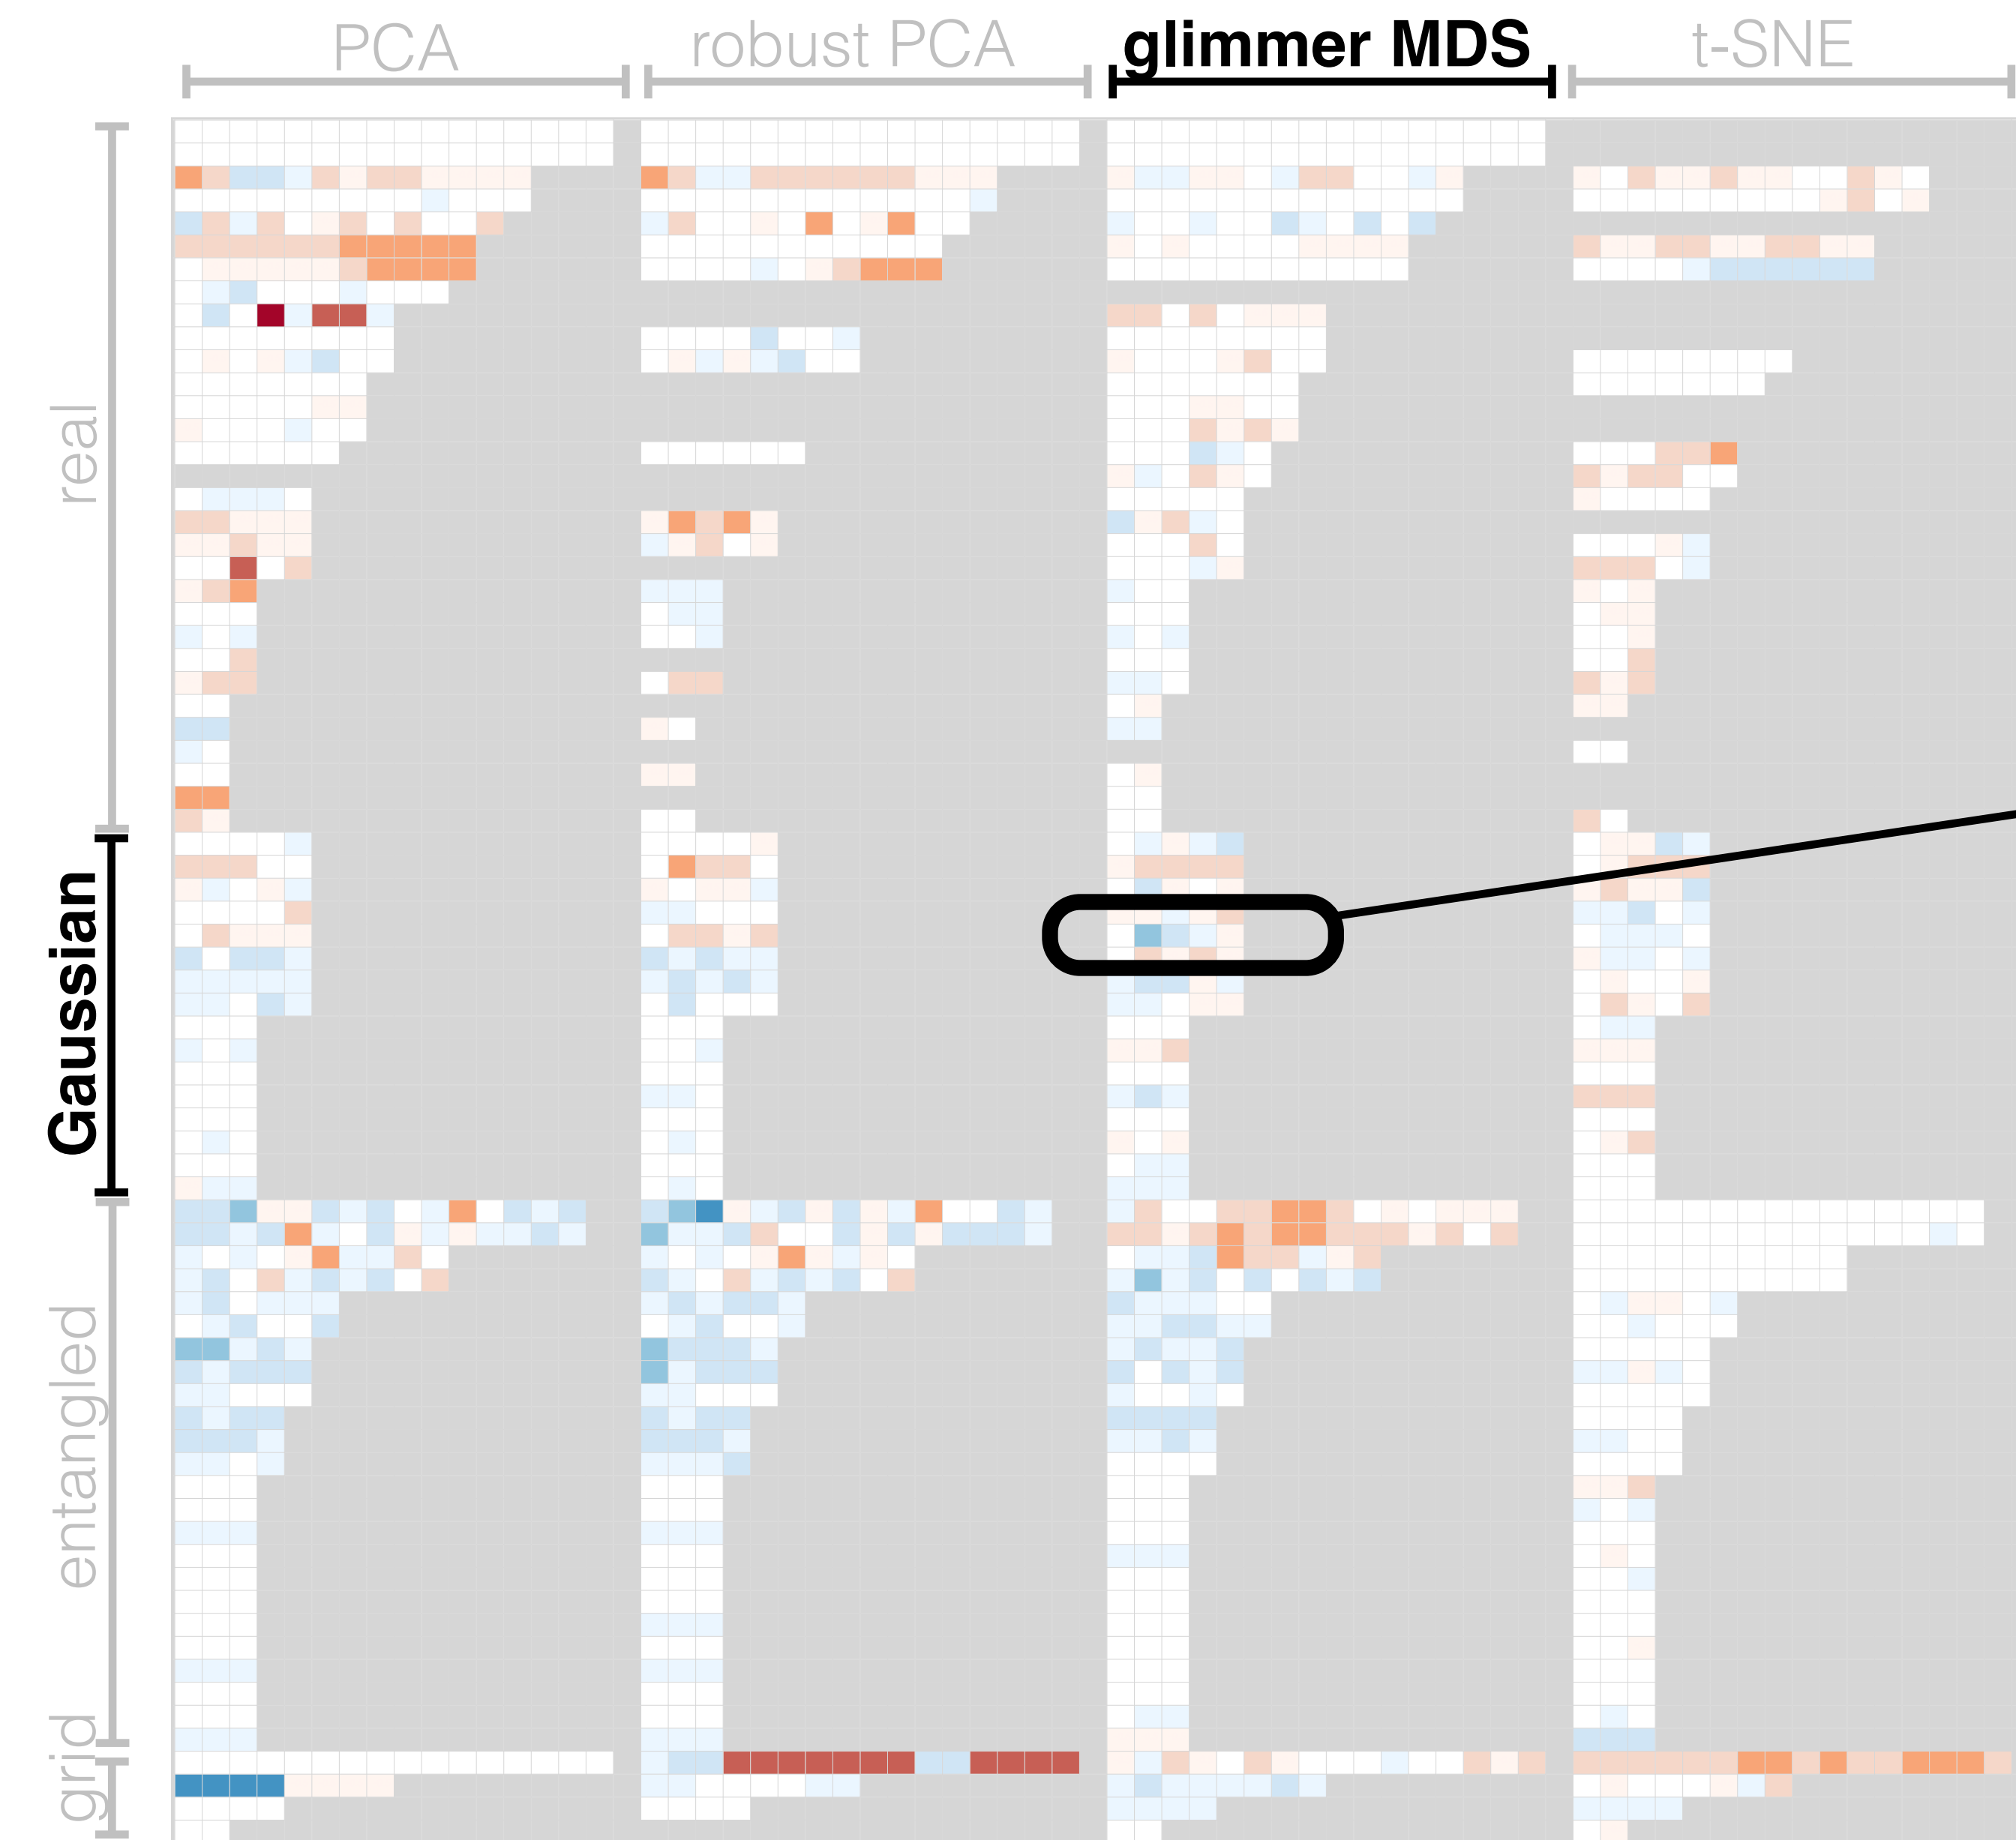 PCA
robust PCA
glimmer MDS
t-SNE
real
Gaussian
entangled
grid